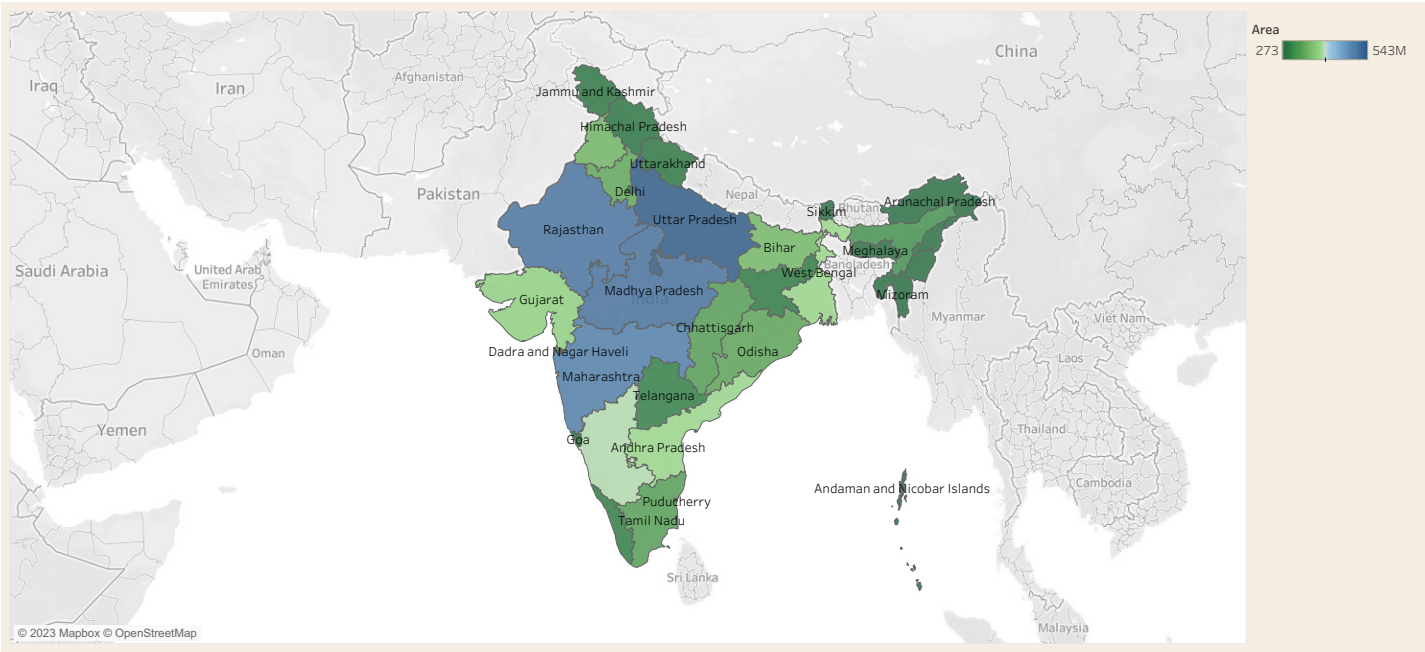 Area
273
543M
China
Iraq
Iran
Afghanistan
Jammu and Kashmir
Himachal Pradesh
Uttarakhand
Pakistan
Delhi
Nepal
Sikkim
Bhutan
Arunachal Pradesh
Uttar Pradesh
Rajasthan
Bihar
Meghalaya
Bangladesh
West Bengal
Saudi Arabia
United Arab
Emirates
Madhya Pradesh
India
Mizoram
Gujarat
Myanmar
Viet Nam
Chhattisgarh
Oman
Dadra and Nagar Haveli
Odisha
Laos
Maharashtra
Telangana
Yemen
Thailand
Goa
Andhra Pradesh
Cambodia
Andaman and Nicobar Islands
Puducherry
Tamil Nadu
Sri Lanka
Malaysia
© 2023 Mapbox © OpenStreetMap